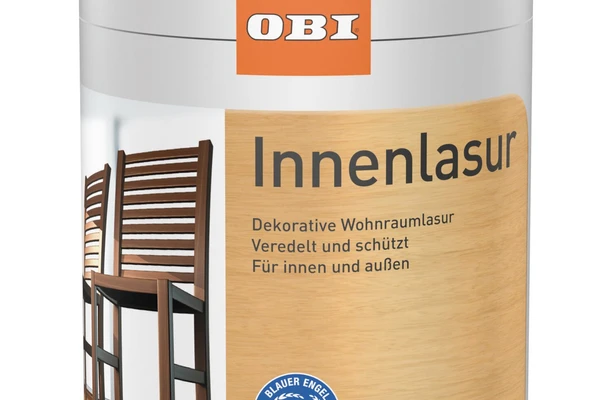 OBI
Innenlasur
Dekorative Wohnraumlasur
Veredelt und schützt
Für innen und außen
BLAUER ENGEL